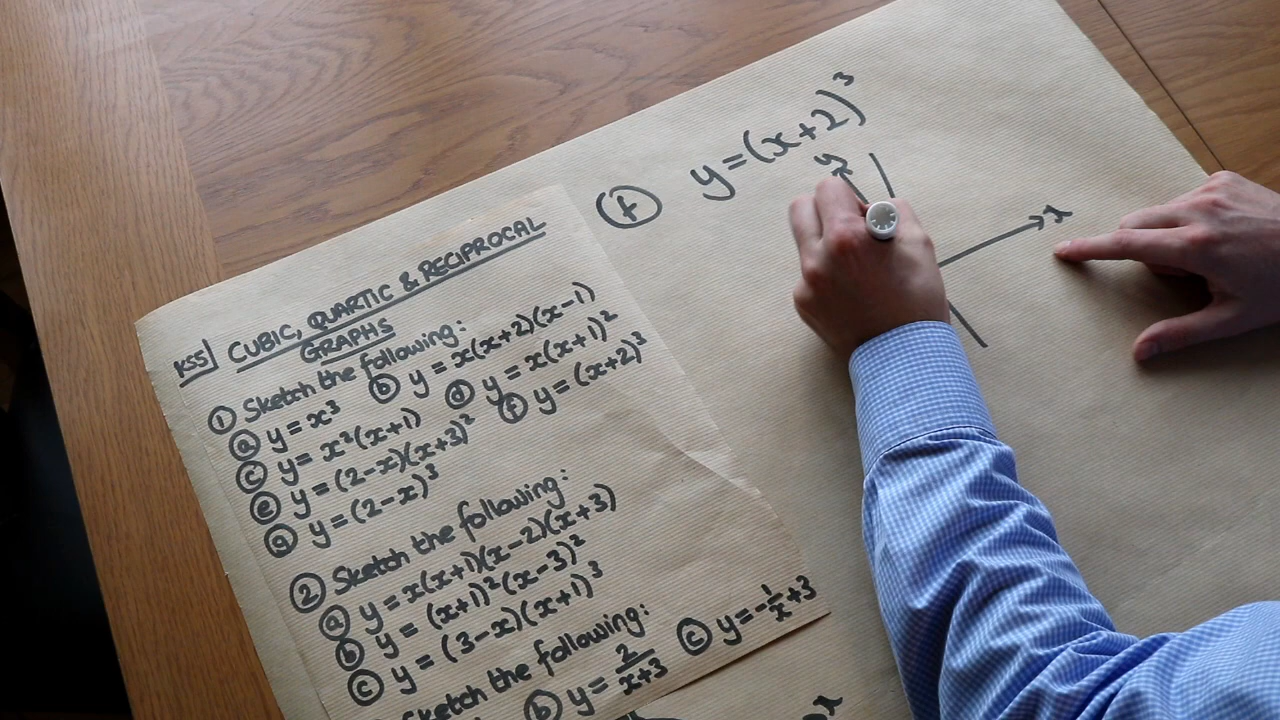 KS5 CUBIC, QUARTIC & RECIPROCAL
GRAPHS
① Sketch the following:
ⓐ y = x³ ⓑ y = x(x+2)(x-1)
ⓒ y = x²(x+1) ⓓ y = x(x+1)²
ⓔ y = (2-x)(x+3)² ⓕ y = (x+2)³
ⓖ y = (2-x)³
② Sketch the following:
ⓐ y = x(x+1)(x-2)(x+3)
ⓑ y = (x+1)²(x-3)²
ⓒ y = (3-x)(x+1)³
Sketch the following:
ⓑ y = 2/(x+3) ⓒ y = -1/x+3
ⓕ y=(x+2)³
y
x
x